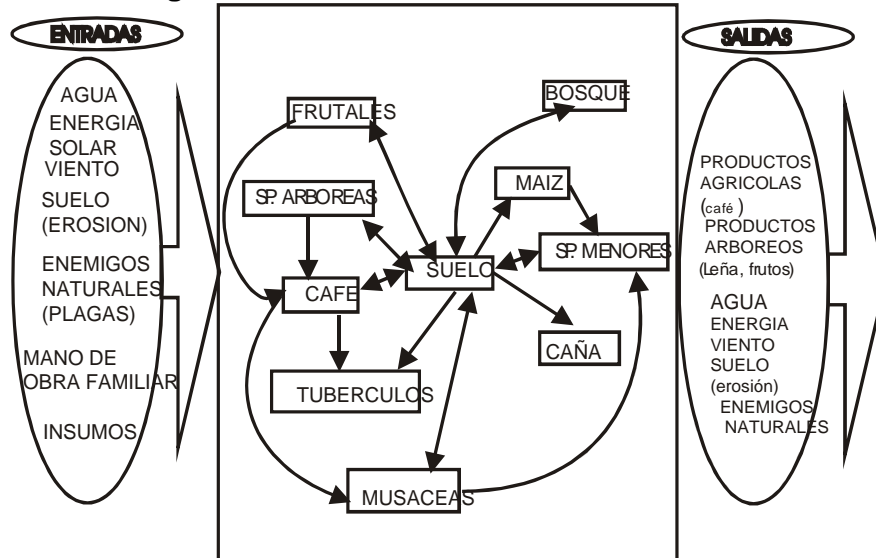 ENTRADAS
AGUA
ENERGIA
SOLAR
VIENTO
SUELO
(EROSION)
ENEMIGOS
NATURALES
(PLAGAS)
MANO DE
OBRA FAMILIAR
INSUMOS
FRUTALES
BOSQUE
SP. ARBOREAS
MAIZ
SUELO
SP. MENORES
CAFE
CAÑA
TUBERCULOS
MUSACEAS
SALIDAS
PRODUCTOS
AGRICOLAS
(café )
PRODUCTOS
ARBOREOS
(Leña, frutos)
AGUA
ENERGIA
VIENTO
SUELO
(erosión)
ENEMIGOS
NATURALES